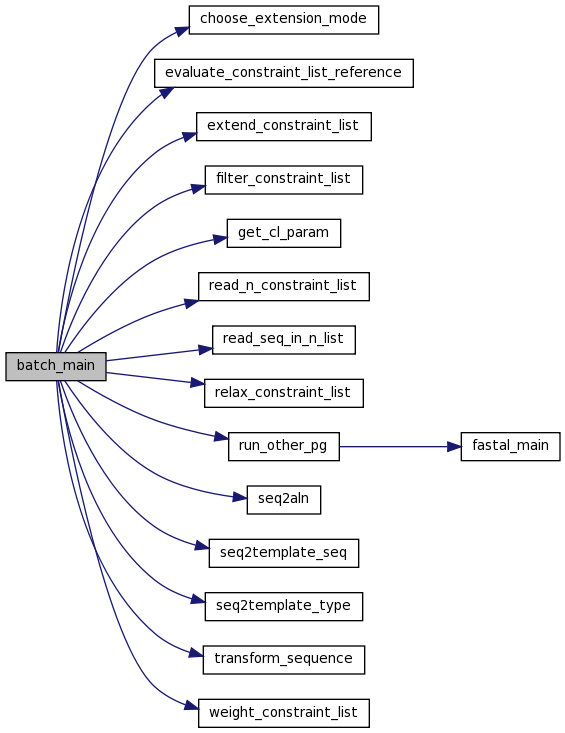 choose_extension_mode
evaluate_constraint_list_reference
extend_constraint_list
filter_constraint_list
get_cl_param
read_n_constraint_list
read_seq_in_n_list
batch_main
relax_constraint_list
run_other_pg
fastal_main
seq2aln
seq2template_seq
seq2template_type
transform_sequence
weight_constraint_list